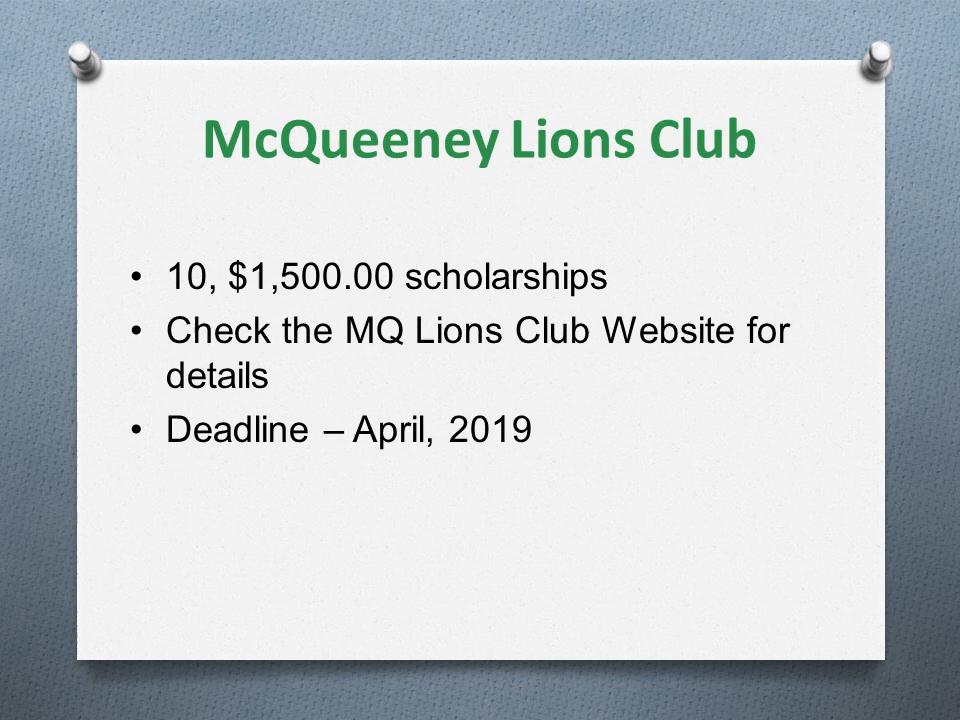 McQueeney Lions Club
• 10, $1,500.00 scholarships
• Check the MQ Lions Club Website for
details
• Deadline – April, 2019